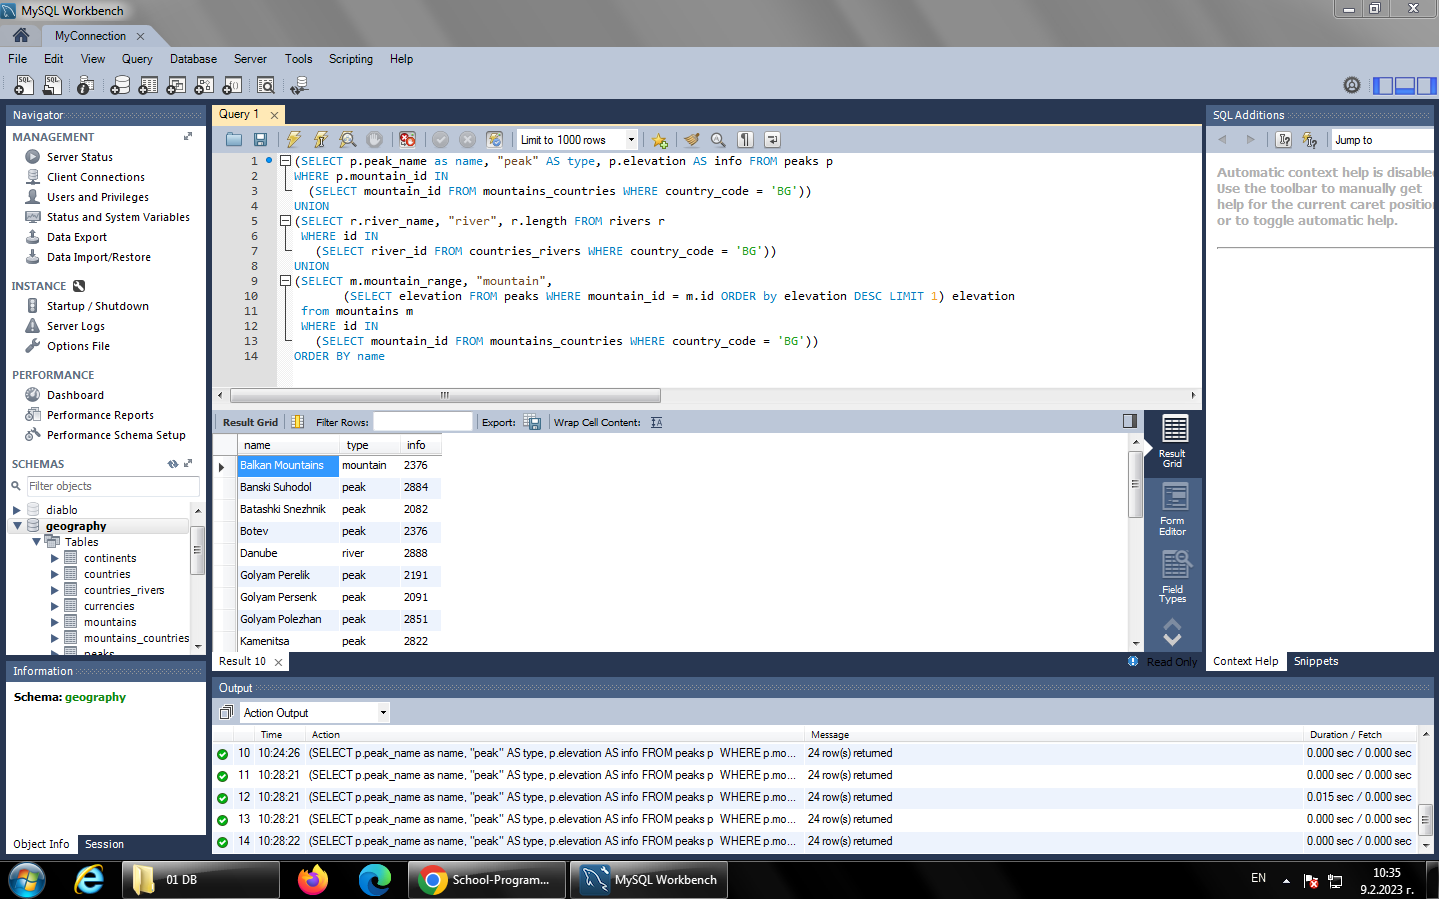 MySQL Workbench
MyConnection
File Edit View Query Database Server Tools Scripting Help
Navigator
MANAGEMENT
Server Status
Client Connections
Users and Privileges
Status and System Variables
Data Export
Data Import/Restore
INSTANCE
Startup / Shutdown
Server Logs
Options File
PERFORMANCE
Dashboard
Performance Reports
Performance Schema Setup
SCHEMAS
Filter objects
diablo
geography
Tables
continents
countries
countries_rivers
currencies
mountains
mountains_countries
peaks
Information
Schema: geography
Object Info Session
Query 1
Limit to 1000 rows
1 (SELECT p.peak_name as name, "peak" AS type, p.elevation AS info FROM peaks p
2 WHERE p.mountain_id IN
3 (SELECT mountain_id FROM mountains_countries WHERE country_code = 'BG'))
4 UNION
5 (SELECT r.river_name, "river", r.length FROM rivers r
6 WHERE id IN
7 (SELECT river_id FROM countries_rivers WHERE country_code = 'BG'))
8 UNION
9 (SELECT m.mountain_range, "mountain",
10 (SELECT elevation FROM peaks WHERE mountain_id = m.id ORDER by elevation DESC LIMIT 1) elevation
11 from mountains m
12 WHERE id IN
13 (SELECT mountain_id FROM mountains_countries WHERE country_code = 'BG'))
14 ORDER BY name
Result Grid Filter Rows: Export: Wrap Cell Content:
name type info
Balkan Mountains mountain 2376
Banski Suhodol peak 2884
Batashki Snezhnik peak 2082
Botev peak 2376
Danube river 2888
Golyam Perelik peak 2191
Golyam Persenk peak 2091
Golyam Polezhan peak 2851
Kamenitsa peak 2822
Result
Grid
Form
Editor
Field
Types
Result 10
Read Only
SQL Additions
Jump to
Automatic context help is disabled
Use the toolbar to manually get
help for the current caret position
or to toggle automatic help.
Context Help Snippets
Output
Action Output
Time Action Message Duration / Fetch
10 10:24:26 (SELECT p.peak_name as name, "peak" AS type, p.elevation AS info FROM peaks p WHERE p.mo... 24 row(s) returned 0.000 sec / 0.000 sec
11 10:28:21 (SELECT p.peak_name as name, "peak" AS type, p.elevation AS info FROM peaks p WHERE p.mo... 24 row(s) returned 0.000 sec / 0.000 sec
12 10:28:21 (SELECT p.peak_name as name, "peak" AS type, p.elevation AS info FROM peaks p WHERE p.mo... 24 row(s) returned 0.015 sec / 0.000 sec
13 10:28:21 (SELECT p.peak_name as name, "peak" AS type, p.elevation AS info FROM peaks p WHERE p.mo... 24 row(s) returned 0.000 sec / 0.000 sec
14 10:28:22 (SELECT p.peak_name as name, "peak" AS type, p.elevation AS info FROM peaks p WHERE p.mo... 24 row(s) returned 0.000 sec / 0.000 sec
01 DB
School-Program...
MySQL Workbench
EN
10:35
9.2.2023 г.